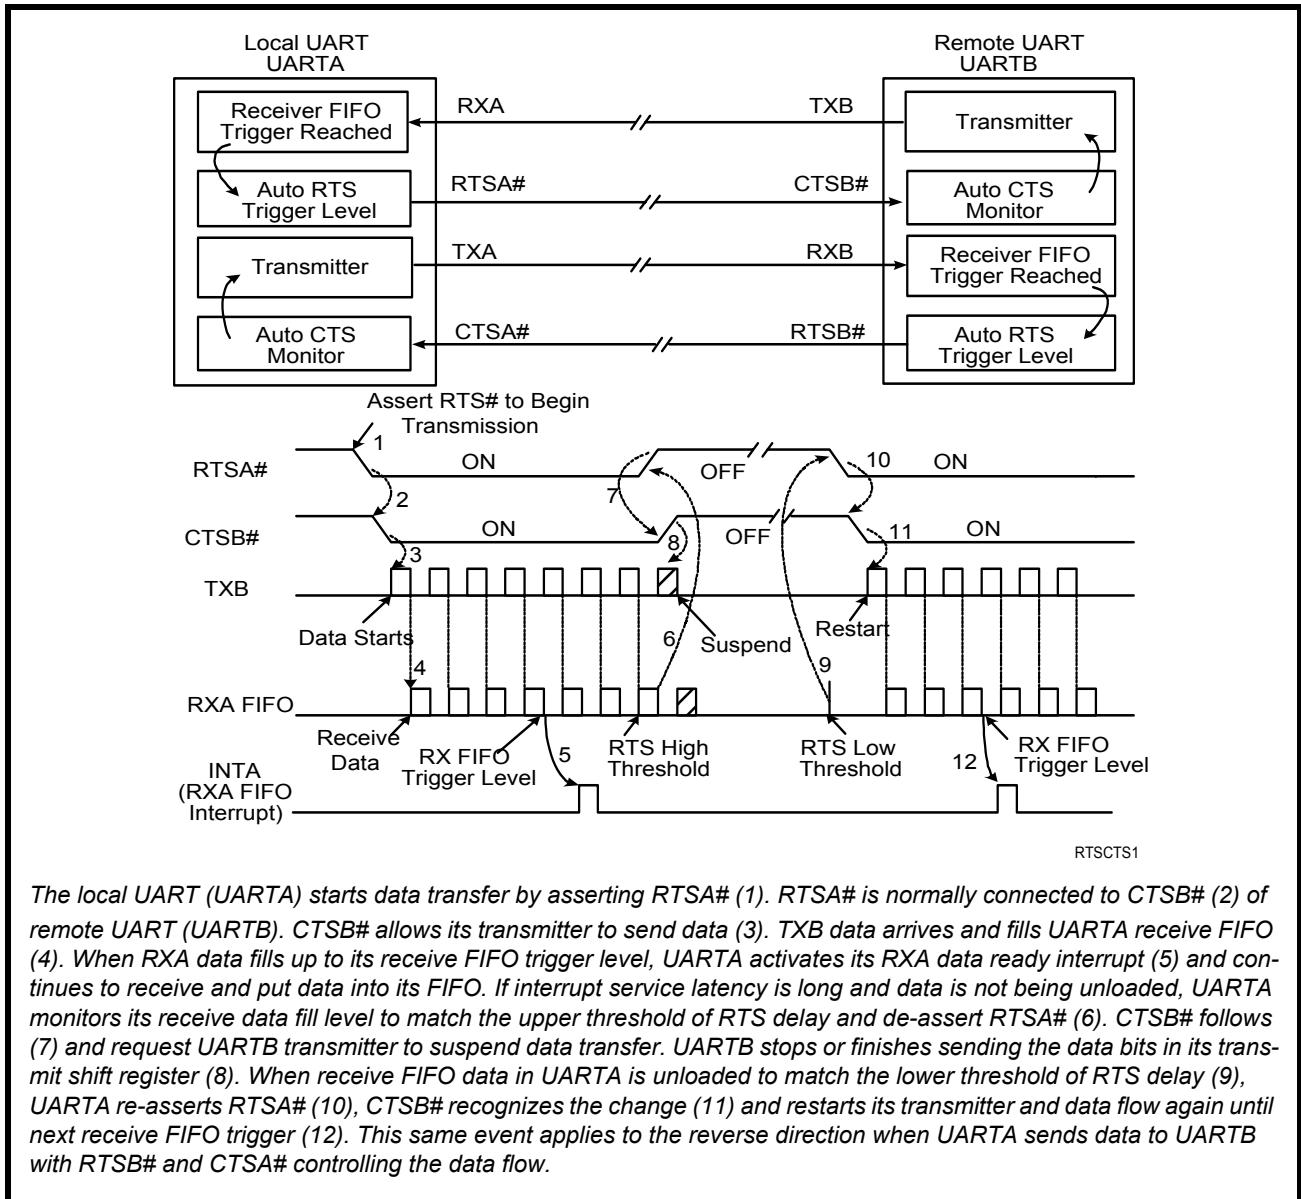 Local UART
UARTA
Remote UART
UARTB
Receiver FIFO
Trigger Reached
RXA
TXB
Transmitter
Auto RTS
Trigger Level
RTSA#
CTSB#
Auto CTS
Monitor
Transmitter
TXA
RXB
Receiver FIFO
Trigger Reached
Auto CTS
Monitor
CTSA#
RTSB#
Auto RTS
Trigger Level
Assert RTS# to Begin
Transmission
1
RTSA#
ON
OFF
10
ON
2
7
CTSB#
ON
OFF
11
ON
3
8
TXB
Data Starts
Suspend
Restart
4
6
9
RXA FIFO
Receive
Data
RX FIFO
Trigger Level
5
RTS High
Threshold
RTS Low
Threshold
12
RX FIFO
Trigger Level
INTA
(RXA FIFO
Interrupt)
RTSCTS1
The local UART (UARTA) starts data transfer by asserting RTSA# (1). RTSA# is normally connected to CTSB# (2) of
remote UART (UARTB). CTSB# allows its transmitter to send data (3). TXB data arrives and fills UARTA receive FIFO
(4). When RXA data fills up to its receive FIFO trigger level, UARTA activates its RXA data ready interrupt (5) and con-
tinues to receive and put data into its FIFO. If interrupt service latency is long and data is not being unloaded, UARTA
monitors its receive data fill level to match the upper threshold of RTS delay and de-assert RTSA# (6). CTSB# follows
(7) and request UARTB transmitter to suspend data transfer. UARTB stops or finishes sending the data bits in its trans-
mit shift register (8). When receive FIFO data in UARTA is unloaded to match the lower threshold of RTS delay (9),
UARTA re-asserts RTSA# (10), CTSB# recognizes the change (11) and restarts its transmitter and data flow again until
next receive FIFO trigger (12). This same event applies to the reverse direction when UARTA sends data to UARTB
with RTSB# and CTSA# controlling the data flow.